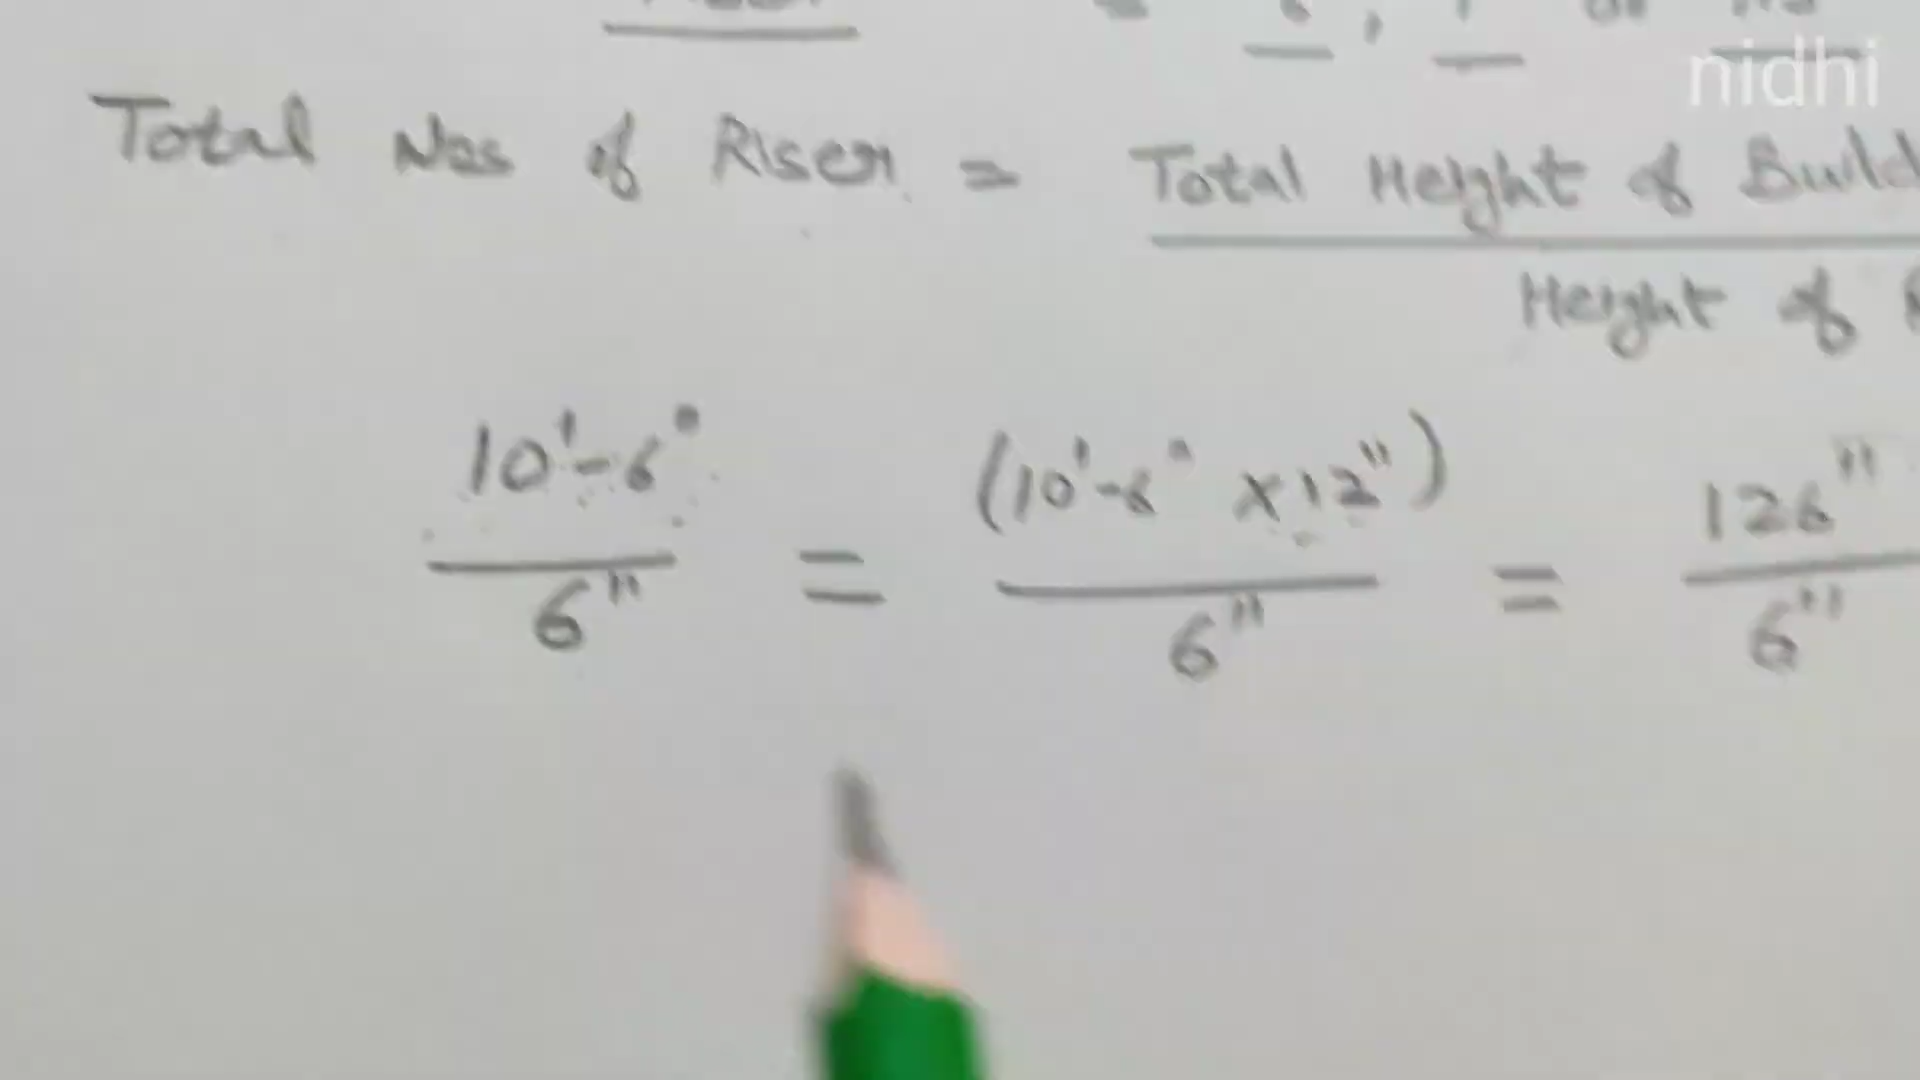 nidhi
Total Nos of Riser = Total Height of Build
Height of
10'-6" / 6" = (10'-6" x12") / 6" = 126" / 6"